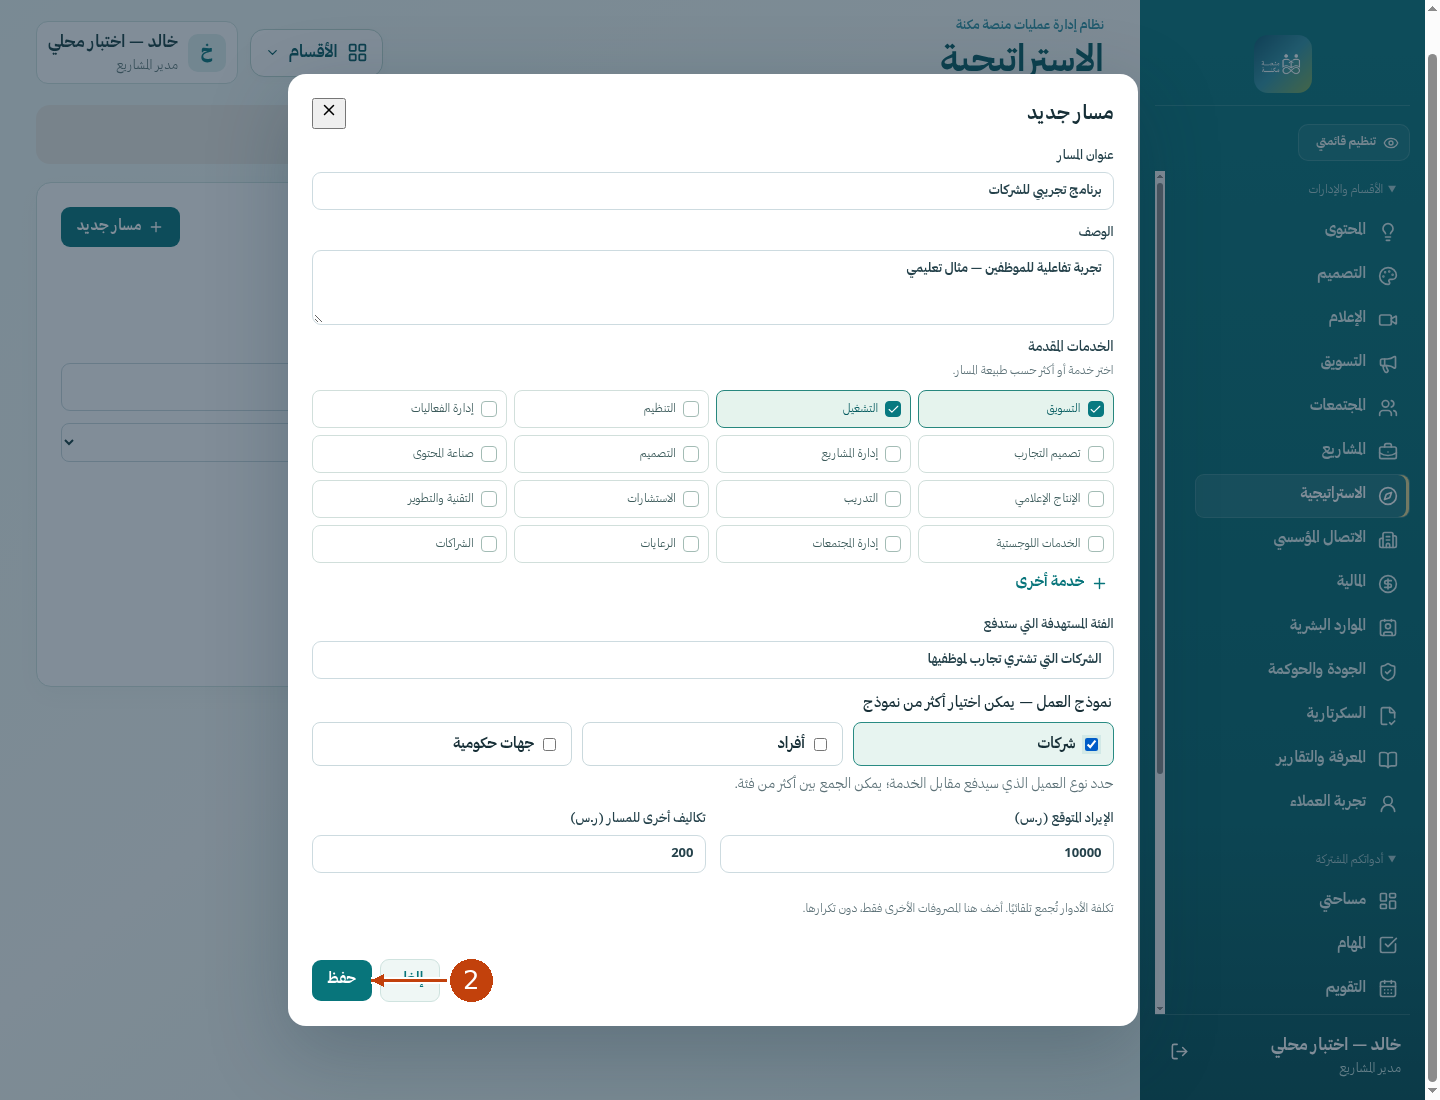 نظام إدارة عمليات منصة مكنة
الاستراتيجية
الأقسام
خ
خالد — اختبار محلي
مدير المشاريع
مسار جديد
تنظيم قائمتي
الأقسام والإدارات
المحتوى
التصميم
الإعلام
التسويق
المجتمعات
المشاريع
الاستراتيجية
الاتصال المؤسسي
المالية
الموارد البشرية
الجودة والحوكمة
السكرتارية
المعرفة والتقارير
تجربة العملاء
أدواتكم المشتركة
مساحتي
المهام
التقويم
خالد — اختبار محلي
مدير المشاريع
مسار جديد
عنوان المسار
برنامج تجريبي للشركات
الوصف
تجربة تفاعلية للموظفين — مثال تعليمي
الخدمات المقدمة
اختر خدمة أو أكثر حسب طبيعة المسار.
التسويق
التشغيل
التنظيم
إدارة الفعاليات
تصميم التجارب
إدارة المشاريع
التصميم
صناعة المحتوى
الإنتاج الإعلامي
التدريب
الاستشارات
التقنية والتطوير
الخدمات اللوجستية
إدارة المجتمعات
الرعايات
الشراكات
خدمة أخرى
الفئة المستهدفة التي ستدفع
الشركات التي تشتري تجارب لموظفيها
نموذج العمل — يمكن اختيار أكثر من نموذج
شركات
أفراد
جهات حكومية
حدد نوع العميل الذي سيدفع مقابل الخدمة؛ يمكن الجمع بين أكثر من فئة.
الإيراد المتوقع (ر.س)
تكاليف أخرى للمسار (ر.س)
10000
200
تكلفة الأدوار تُجمع تلقائيًا. أضف هنا المصروفات الأخرى فقط، دون تكرارها.
2
حفظ